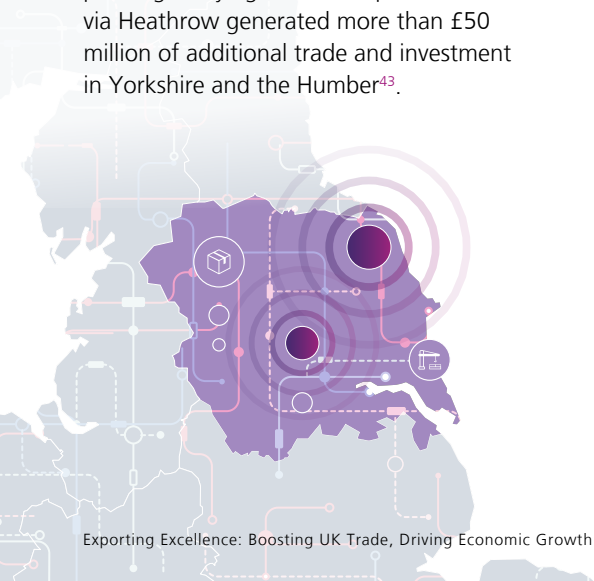 via Heathrow generated more than £50
million of additional trade and investment
in Yorkshire and the Humber⁴³.
Exporting Excellence: Boosting UK Trade, Driving Economic Growth